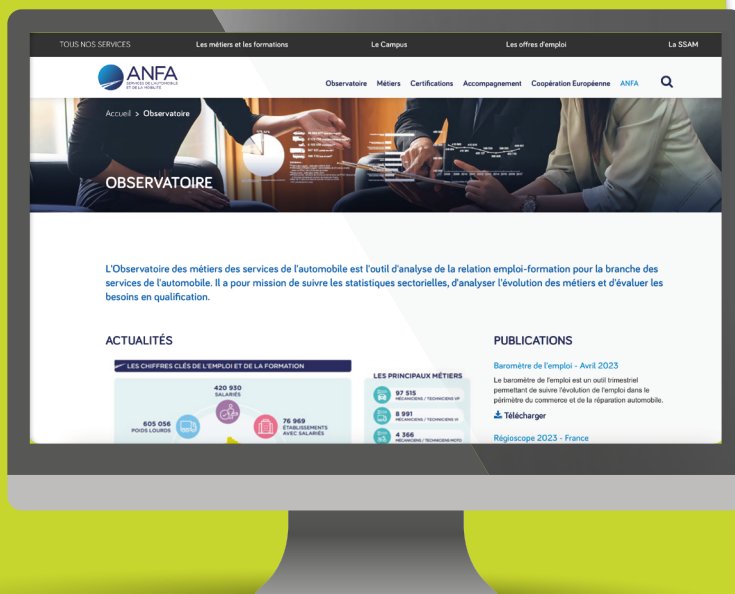 TOUS NOS SERVICES Les métiers et les formations Le Campus Les offres d'emploi La SSAM
ANFA
SERVICES DE L'AUTOMOBILE
ET DE LA MOBILITÉ
Observatoire Métiers Certifications Accompagnement Coopération Européenne ANFA
Accueil > Observatoire
OBSERVATOIRE
L'Observatoire des métiers des services de l'automobile est l'outil d'analyse de la relation emploi-formation pour la branche des
services de l'automobile. Il a pour mission de suivre les statistiques sectorielles, d'analyser l'évolution des métiers et d'évaluer les
besoins en qualification.
ACTUALITÉS
LES CHIFFRES CLÉS DE L'EMPLOI ET DE LA FORMATION
420 930
SALARIÉS
605 056
POIDS LOURDS
76 969
ÉTABLISSEMENTS
AVEC SALARIÉS
LES PRINCIPAUX MÉTIERS
97 515
MÉCANICIENS / TECHNICIENS VP
8 991
MÉCANICIENS / TECHNICIENS VI
4 366
MÉCANICIENS / TECHNICIENS MOTO
PUBLICATIONS
Baromètre de l'emploi - Avril 2023
Le baromètre de l'emploi est un outil trimestriel
permettant de suivre l'évolution de l'emploi dans le
périmètre du commerce et de la réparation automobile.
Télécharger
Régioscope 2023 - France